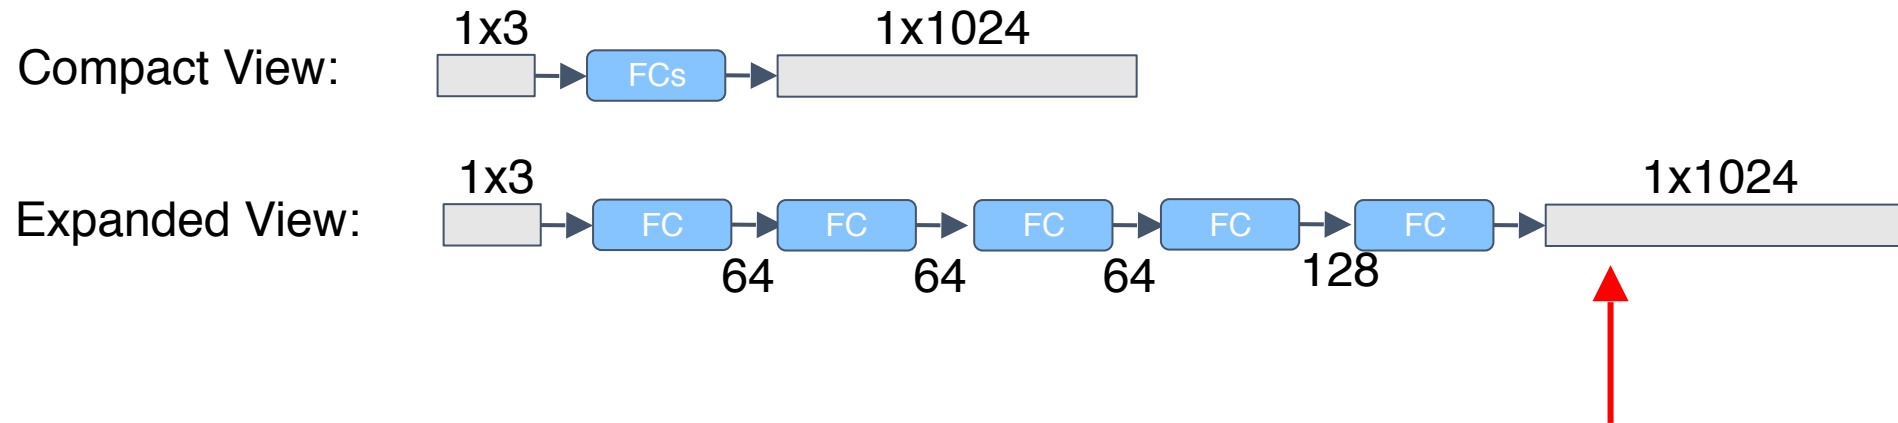 1x3 1x1024
Compact View: FCs
1x3 1x1024
Expanded View: FC FC FC FC FC
64 64 64 128